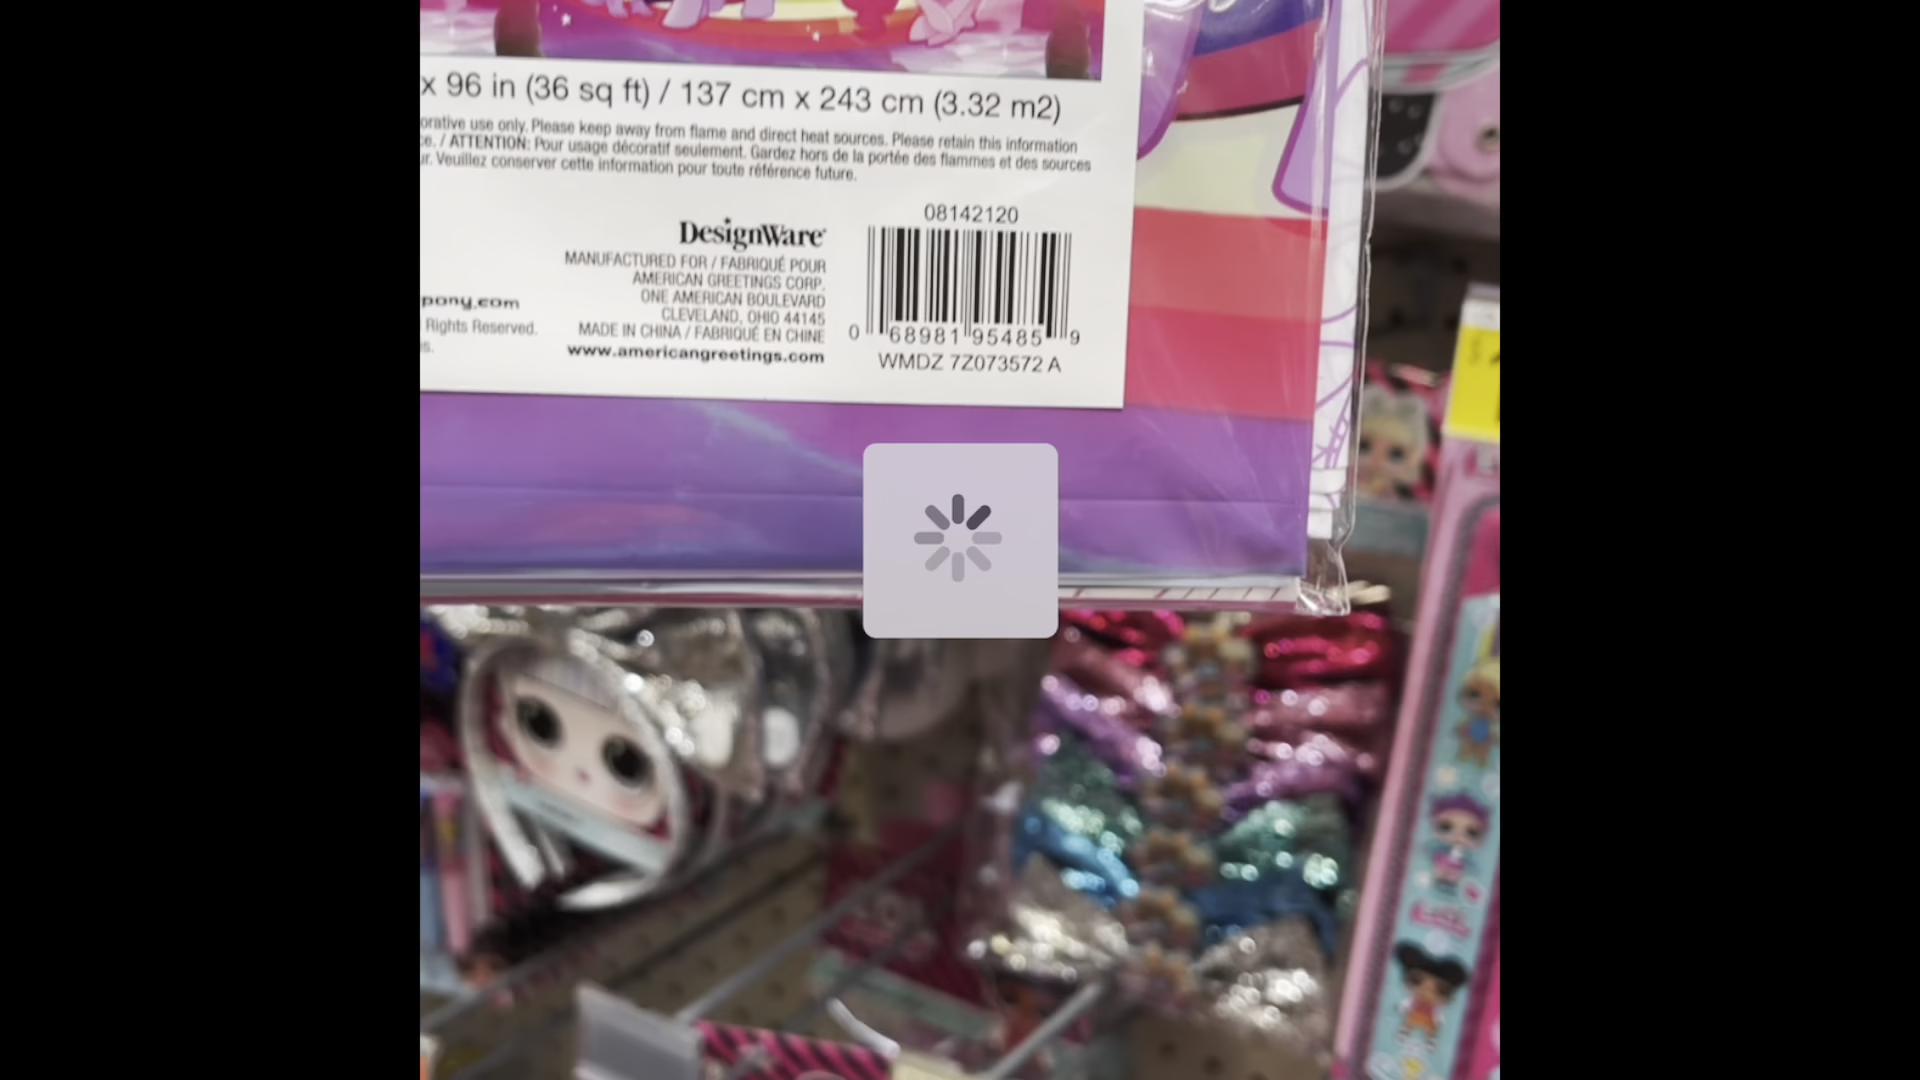 x 96 in (36 sq ft) / 137 cm x 243 cm (3.32 m2)
orative use only. Please keep away from flame and direct heat sources. Please retain this information
ce. / ATTENTION: Pour usage décoratif seulement. Gardez hors de la portée des flammes et des sources
ur. Veuillez conserver cette information pour toute référence future.
08142120
DesignWare
MANUFACTURED FOR / FABRIQUÉ POUR
AMERICAN GREETINGS CORP.
ONE AMERICAN BOULEVARD
CLEVELAND, OHIO 44145
MADE IN CHINA / FABRIQUÉ EN CHINE
www.americangreetings.com
pony.com
Rights Reserved.
s.
0 68981 95485 9
WMDZ 7Z073572 A